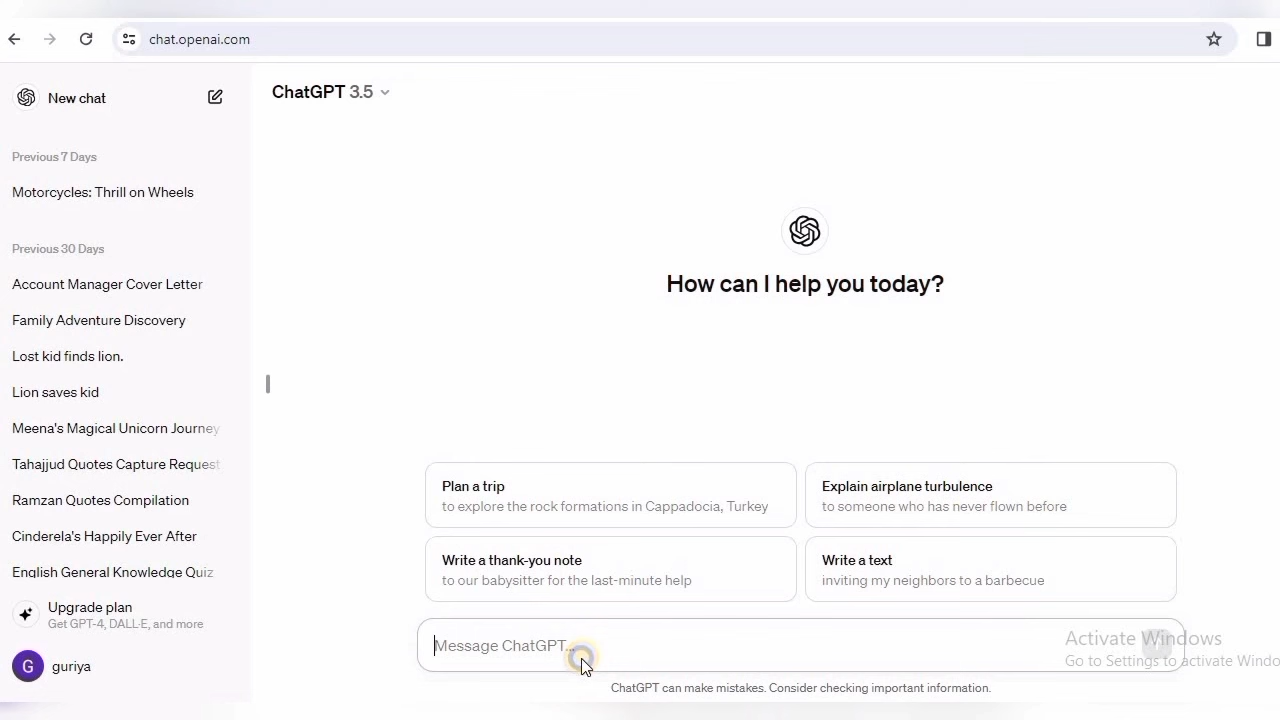 chat.openai.com
New chat
Previous 7 Days
Motorcycles: Thrill on Wheels
Previous 30 Days
Account Manager Cover Letter
Family Adventure Discovery
Lost kid finds lion.
Lion saves kid
Meena's Magical Unicorn Journey
Tahajjud Quotes Capture Request
Ramzan Quotes Compilation
Cinderela's Happily Ever After
English General Knowledge Quiz
Upgrade plan
Get GPT-4, DALL·E, and more
G guriya
ChatGPT 3.5
How can I help you today?
Plan a trip
to explore the rock formations in Cappadocia, Turkey
Explain airplane turbulence
to someone who has never flown before
Write a thank-you note
to our babysitter for the last-minute help
Write a text
inviting my neighbors to a barbecue
Message ChatGPT...
Activate Windows
Go to Settings to activate Windo
ChatGPT can make mistakes. Consider checking important information.